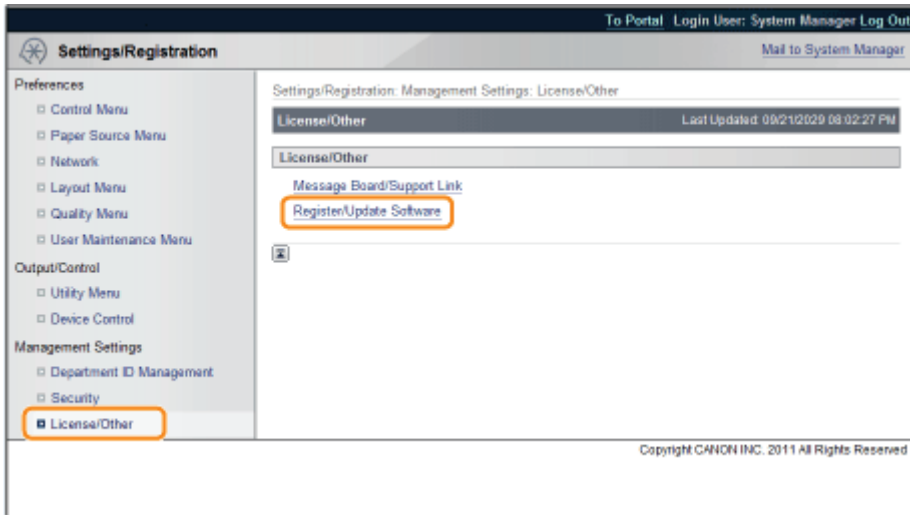 To Portal Login User: System Manager Log Out
Settings/Registration
Mail to System Manager
Preferences
Control Menu
Paper Source Menu
Network
Layout Menu
Quality Menu
User Maintenance Menu
Output/Control
Utility Menu
Device Control
Management Settings
Department ID Management
Security
License/Other
Settings/Registration: Management Settings: License/Other
License/Other Last Updated: 09/21/2029 08:02:27 PM
License/Other
Message Board/Support Link
Register/Update Software
Copyright CANON INC. 2011 All Rights Reserved